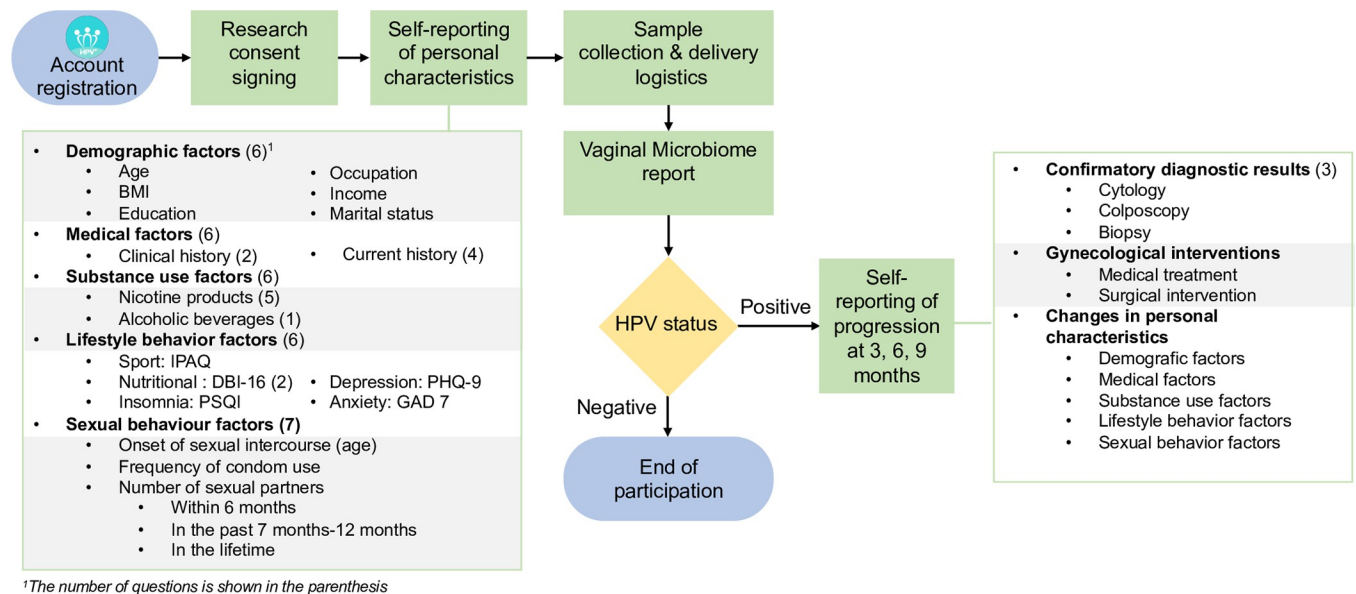 HPV+
Account
registration
Research
consent
signing
Self-reporting
of personal
characteristics
Sample
collection & delivery
logistics
• Demographic factors (6)¹
• Age
• BMI
• Education
• Occupation
• Income
• Marital status
• Medical factors (6)
• Clinical history (2)
• Current history (4)
• Substance use factors (6)
• Nicotine products (5)
• Alcoholic beverages (1)
• Lifestyle behavior factors (6)
• Sport: IPAQ
• Nutritional : DBI-16 (2)
• Insomnia: PSQI
• Depression: PHQ-9
• Anxiety: GAD 7
• Sexual behaviour factors (7)
• Onset of sexual intercourse (age)
• Frequency of condom use
• Number of sexual partners
• Within 6 months
• In the past 7 months-12 months
• In the lifetime
¹The number of questions is shown in the parenthesis
Vaginal Microbiome
report
HPV status
Positive
Negative
End of
participation
Self-
reporting of
progression
at 3, 6, 9
months
• Confirmatory diagnostic results (3)
• Cytology
• Colposcopy
• Biopsy
• Gynecological interventions
• Medical treatment
• Surgical intervention
• Changes in personal
characteristics
• Demografic factors
• Medical factors
• Substance use factors
• Lifestyle behavior factors
• Sexual behavior factors